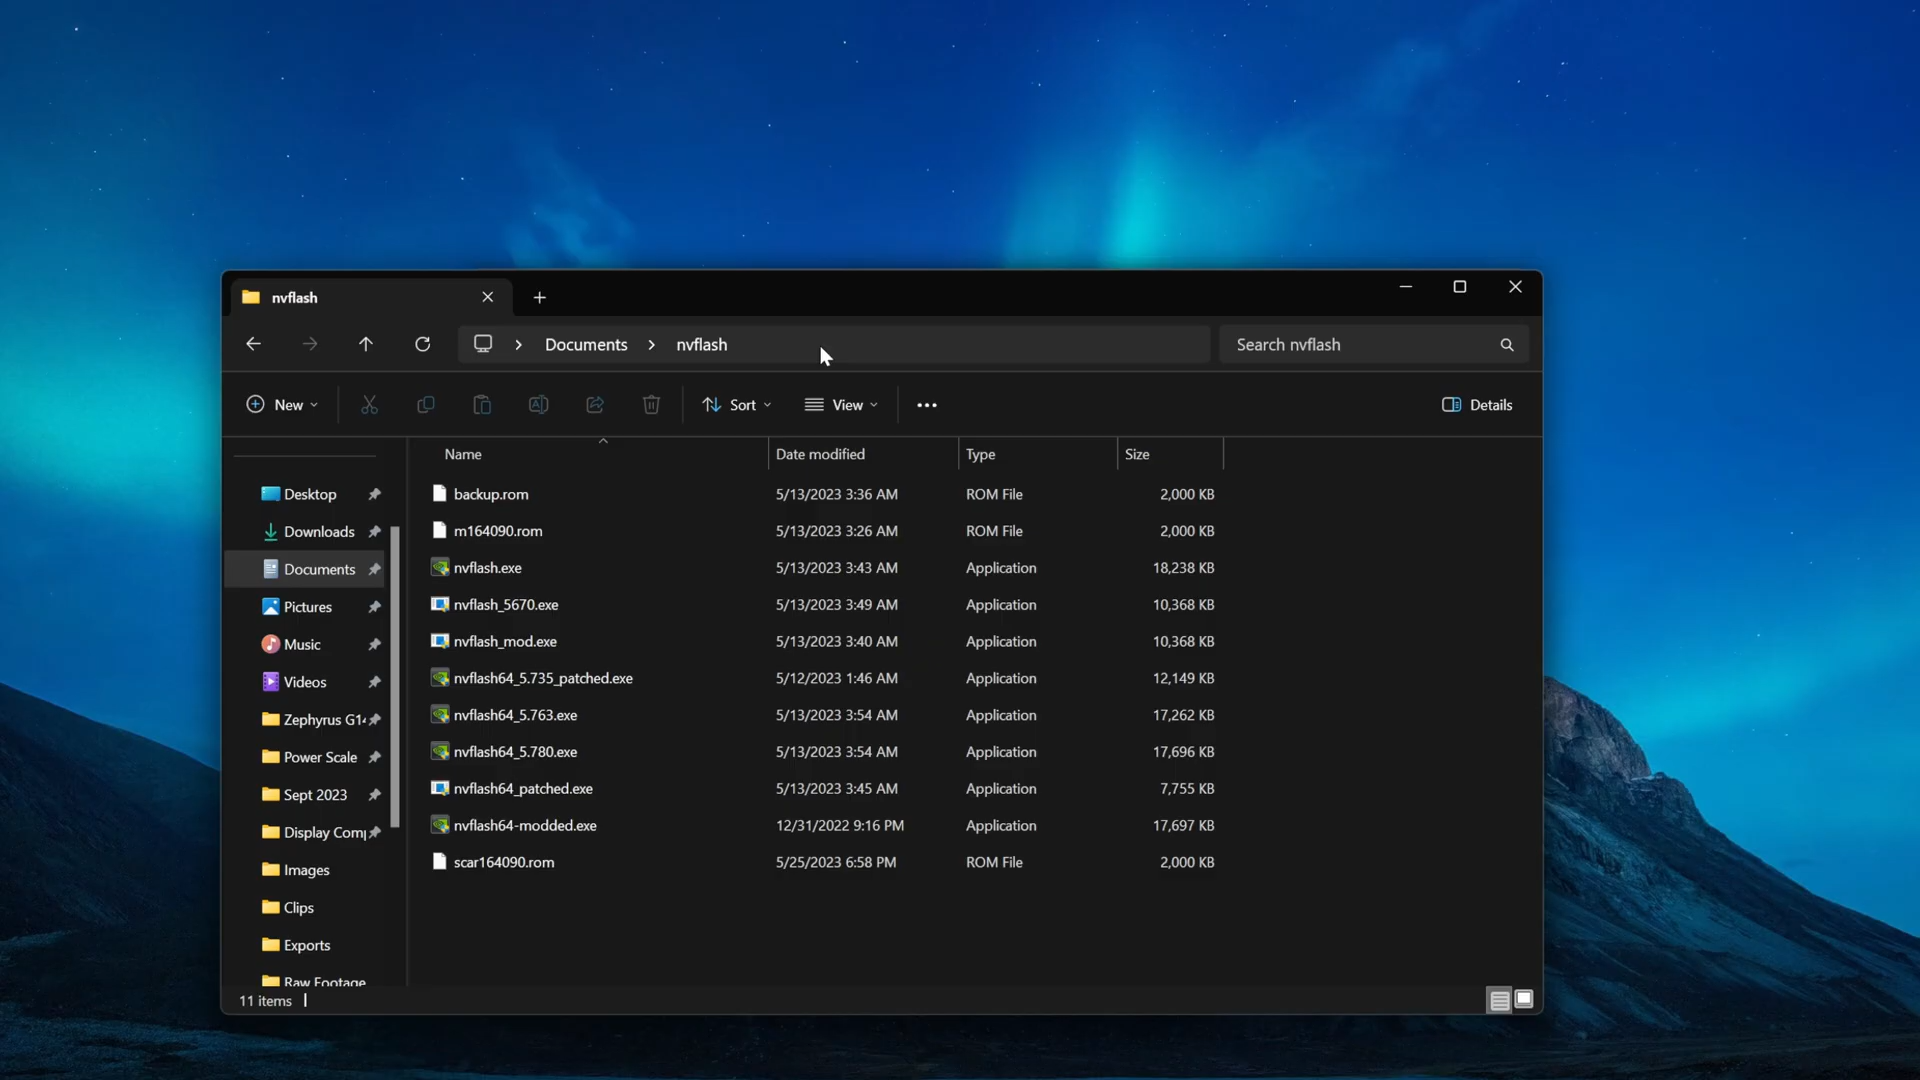 nvflash
Documents > nvflash
Search nvflash
New
Sort
View
Details
Name Date modified Type Size
Desktop
Downloads
Documents
Pictures
Music
Videos
Zephyrus G14
Power Scale
Sept 2023
Display Comp
Images
Clips
Exports
Raw Footage
backup.rom 5/13/2023 3:36 AM ROM File 2,000 KB
m164090.rom 5/13/2023 3:26 AM ROM File 2,000 KB
nvflash.exe 5/13/2023 3:43 AM Application 18,238 KB
nvflash_5670.exe 5/13/2023 3:49 AM Application 10,368 KB
nvflash_mod.exe 5/13/2023 3:40 AM Application 10,368 KB
nvflash64_5.735_patched.exe 5/12/2023 1:46 AM Application 12,149 KB
nvflash64_5.763.exe 5/13/2023 3:54 AM Application 17,262 KB
nvflash64_5.780.exe 5/13/2023 3:54 AM Application 17,696 KB
nvflash64_patched.exe 5/13/2023 3:45 AM Application 7,755 KB
nvflash64-modded.exe 12/31/2022 9:16 PM Application 17,697 KB
scar164090.rom 5/25/2023 6:58 PM ROM File 2,000 KB
11 items